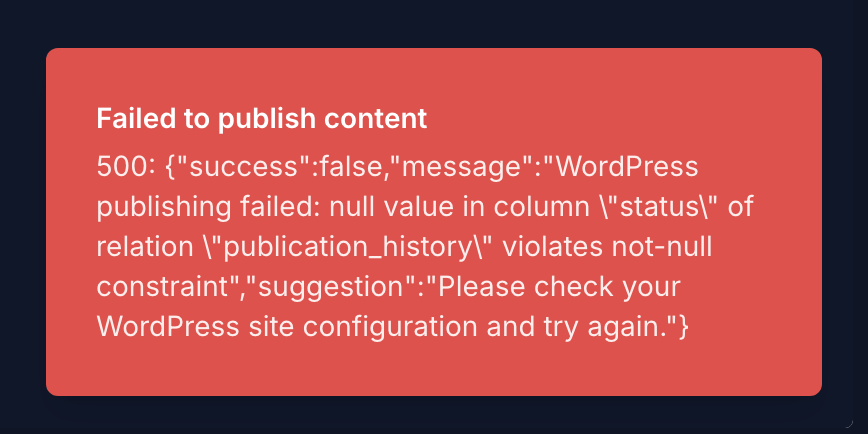 Failed to publish content
500: {"success":false,"message":"WordPress
publishing failed: null value in column \"status\" of
relation \"publication_history\" violates not-null
constraint","suggestion":"Please check your
WordPress site configuration and try again."}